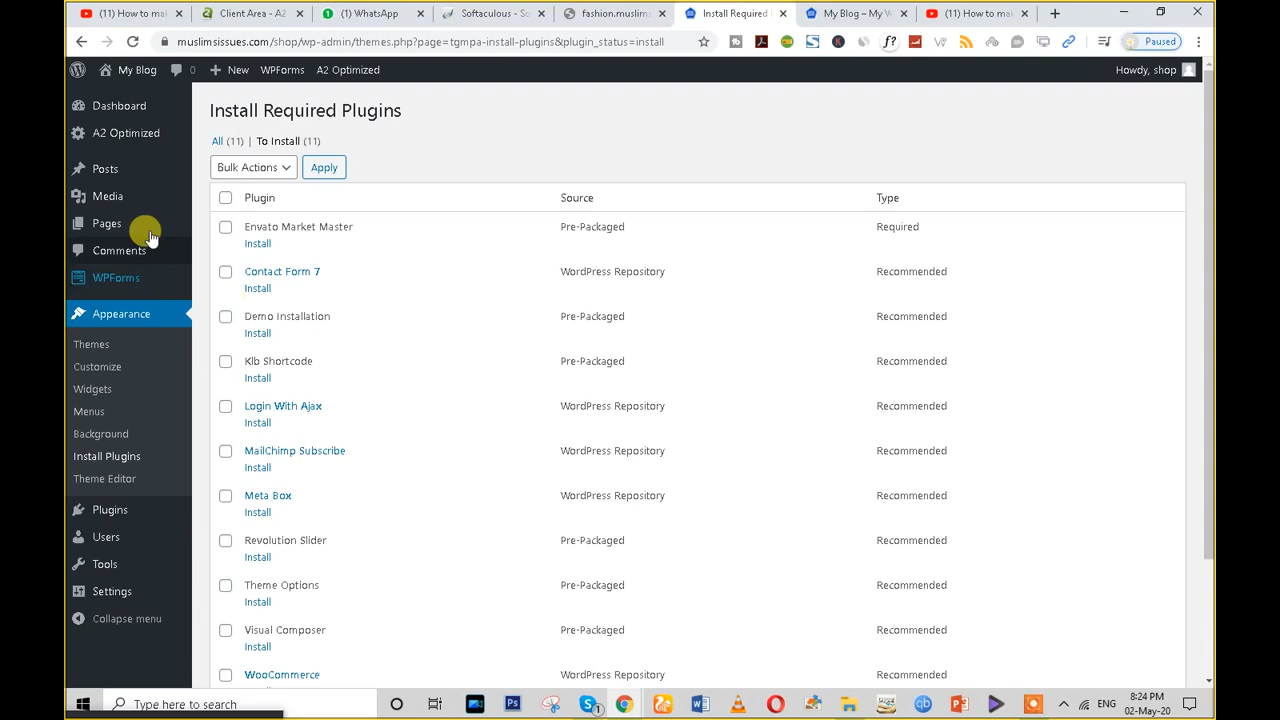 (11) How to mak
Client Area - A2
(1) WhatsApp
Softaculous - So
fashion.muslims
Install Required
My Blog — My W
(11) How to mak
muslimsissues.com/shop/wp-admin/themes.php?page=tgmpa-install-plugins&plugin_status=install
Paused
My Blog 0 New WPForms A2 Optimized Howdy, shop
Dashboard
A2 Optimized
Posts
Media
Pages
Comments
WPForms
Appearance
Themes
Customize
Widgets
Menus
Background
Install Plugins
Theme Editor
Plugins
Users
Tools
Settings
Collapse menu
Install Required Plugins
All (11) | To Install (11)
Bulk Actions Apply
Plugin Source Type
Envato Market Master Pre-Packaged Required
Install
Contact Form 7 WordPress Repository Recommended
Install
Demo Installation Pre-Packaged Recommended
Install
Klb Shortcode Pre-Packaged Recommended
Install
Login With Ajax WordPress Repository Recommended
Install
MailChimp Subscribe WordPress Repository Recommended
Install
Meta Box WordPress Repository Recommended
Install
Revolution Slider Pre-Packaged Recommended
Install
Theme Options Pre-Packaged Recommended
Install
Visual Composer Pre-Packaged Recommended
Install
WooCommerce WordPress Repository Recommended
Type here to search
ENG
8:24 PM
02-May-20